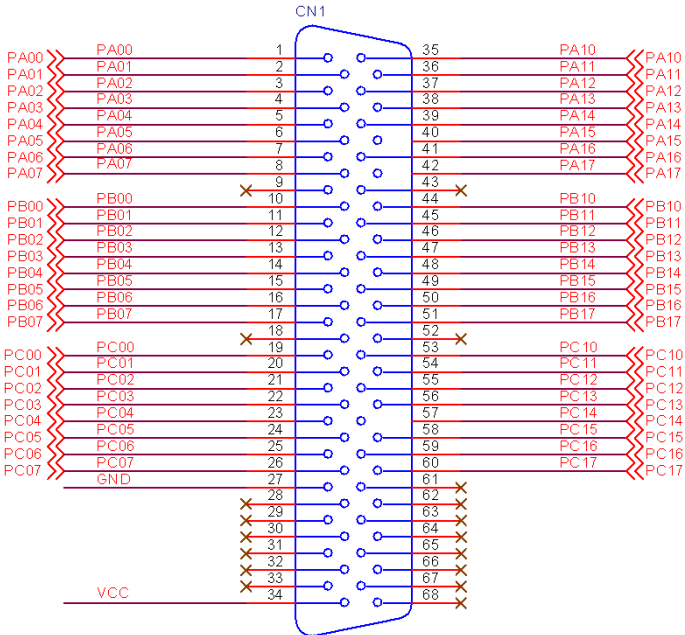 CN1
PA00 PA00 1 35 PA10 PA10
PA01 PA01 2 36 PA11 PA11
PA02 PA02 3 37 PA12 PA12
PA03 PA03 4 38 PA13 PA13
PA04 PA04 5 39 PA14 PA14
PA05 PA05 6 40 PA15 PA15
PA06 PA06 7 41 PA16 PA16
PA07 PA07 8 42 PA17 PA17
9 43
PB00 PB00 10 44 PB10 PB10
PB01 PB01 11 45 PB11 PB11
PB02 PB02 12 46 PB12 PB12
PB03 PB03 13 47 PB13 PB13
PB04 PB04 14 48 PB14 PB14
PB05 PB05 15 49 PB15 PB15
PB06 PB06 16 50 PB16 PB16
PB07 PB07 17 51 PB17 PB17
18 52
PC00 PC00 19 53 PC10 PC10
PC01 PC01 20 54 PC11 PC11
PC02 PC02 21 55 PC12 PC12
PC03 PC03 22 56 PC13 PC13
PC04 PC04 23 57 PC14 PC14
PC05 PC05 24 58 PC15 PC15
PC06 PC06 25 59 PC16 PC16
PC07 PC07 26 60 PC17 PC17
GND 27 61
28 62
29 63
30 64
31 65
32 66
33 67
VCC 34 68